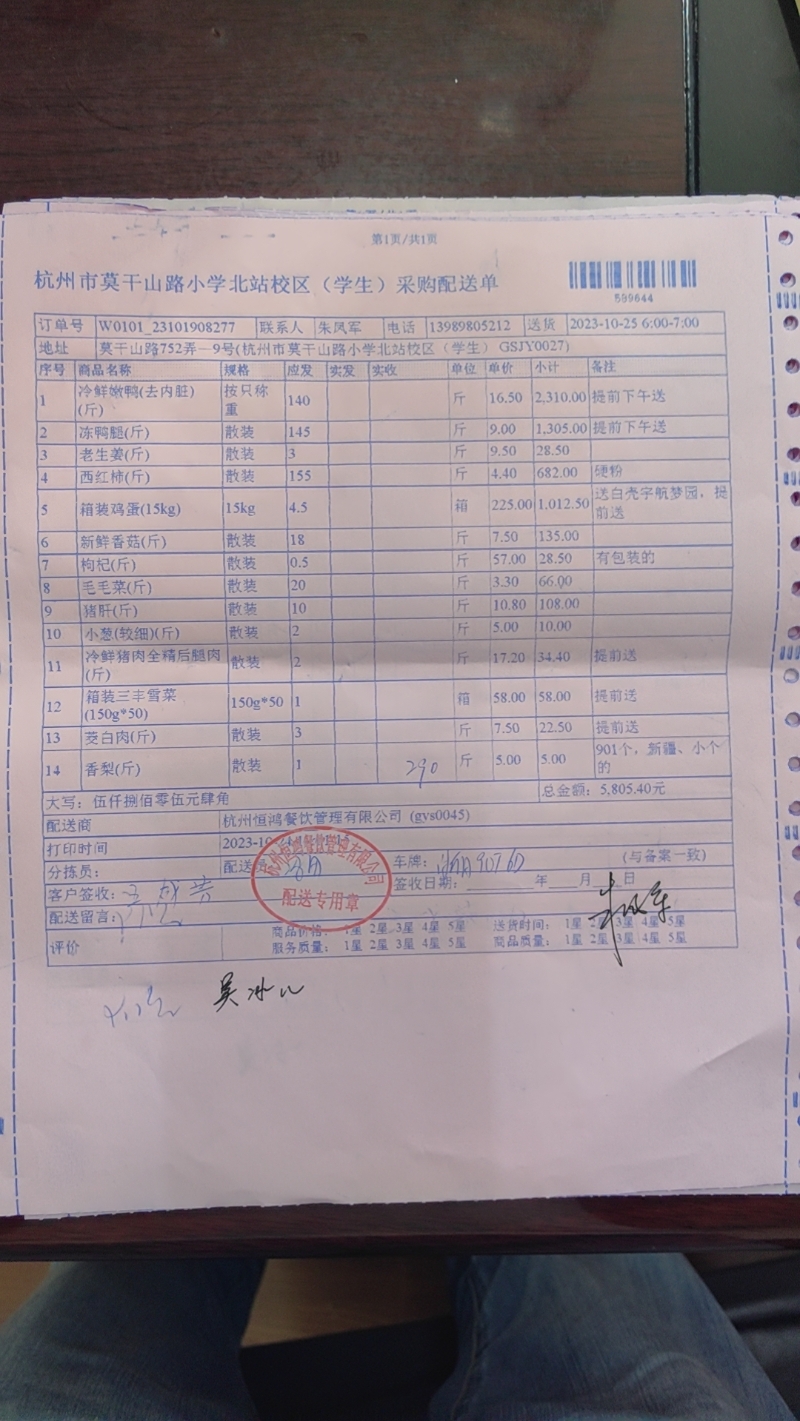 第1页/共1页
杭州市莫干山路小学北站校区（学生）采购配送单
599644
订单号 W0101_23101908277 联系人 朱凤军 电话 13989805212 送货 2023-10-25 6:00-7:00
地址 莫干山路752弄一9号(杭州市莫干山路小学北站校区（学生）GSJY0027)
序号 商品名称 规格 应发 实发 实收 单位 单价 小计 备注
1 冷鲜嫩鸭(去内脏)(斤) 按只称重 140 斤 16.50 2,310.00 提前下午送
2 冻鸭腿(斤) 散装 145 斤 9.00 1,305.00 提前下午送
3 老生姜(斤) 散装 3 斤 9.50 28.50
4 西红柿(斤) 散装 155 斤 4.40 682.00 硬粉
5 箱装鸡蛋(15kg) 15kg 4.5 箱 225.00 1,012.50 送白壳字航梦园，提前送
6 新鲜香菇(斤) 散装 18 斤 7.50 135.00
7 枸杞(斤) 散装 0.5 斤 57.00 28.50 有包装的
8 毛毛菜(斤) 散装 20 斤 3.30 66.00
9 猪肝(斤) 散装 10 斤 10.80 108.00
10 小葱(较细)(斤) 散装 2 斤 5.00 10.00
11 冷鲜猪肉全精后腿肉(斤) 散装 2 斤 17.20 34.40 提前送
12 箱装三丰雪菜(150g*50) 150g*50 1 箱 58.00 58.00 提前送
13 茭白肉(斤) 散装 3 斤 7.50 22.50 提前送
14 香梨(斤) 散装 1 290 斤 5.00 5.00 901个，新疆、小个的
大写：伍仟捌佰零伍元肆角 总金额：5,805.40元
配送商 杭州恒鸿餐饮管理有限公司 (gvs0045)
打印时间 2023-10
分拣员： 配送员 车牌： (与备案一致)
杭州恒鸿餐饮管理有限公司
配送专用章
客户签收： 签收日期：＿＿＿年＿＿月＿＿日
配送留言：
评价 商品价格： 1星 2星 3星 4星 5星 送货时间： 1星 2星 3星 4星 5星
服务质量： 1星 2星 3星 4星 5星 商品质量： 1星 2星 3星 4星 5星